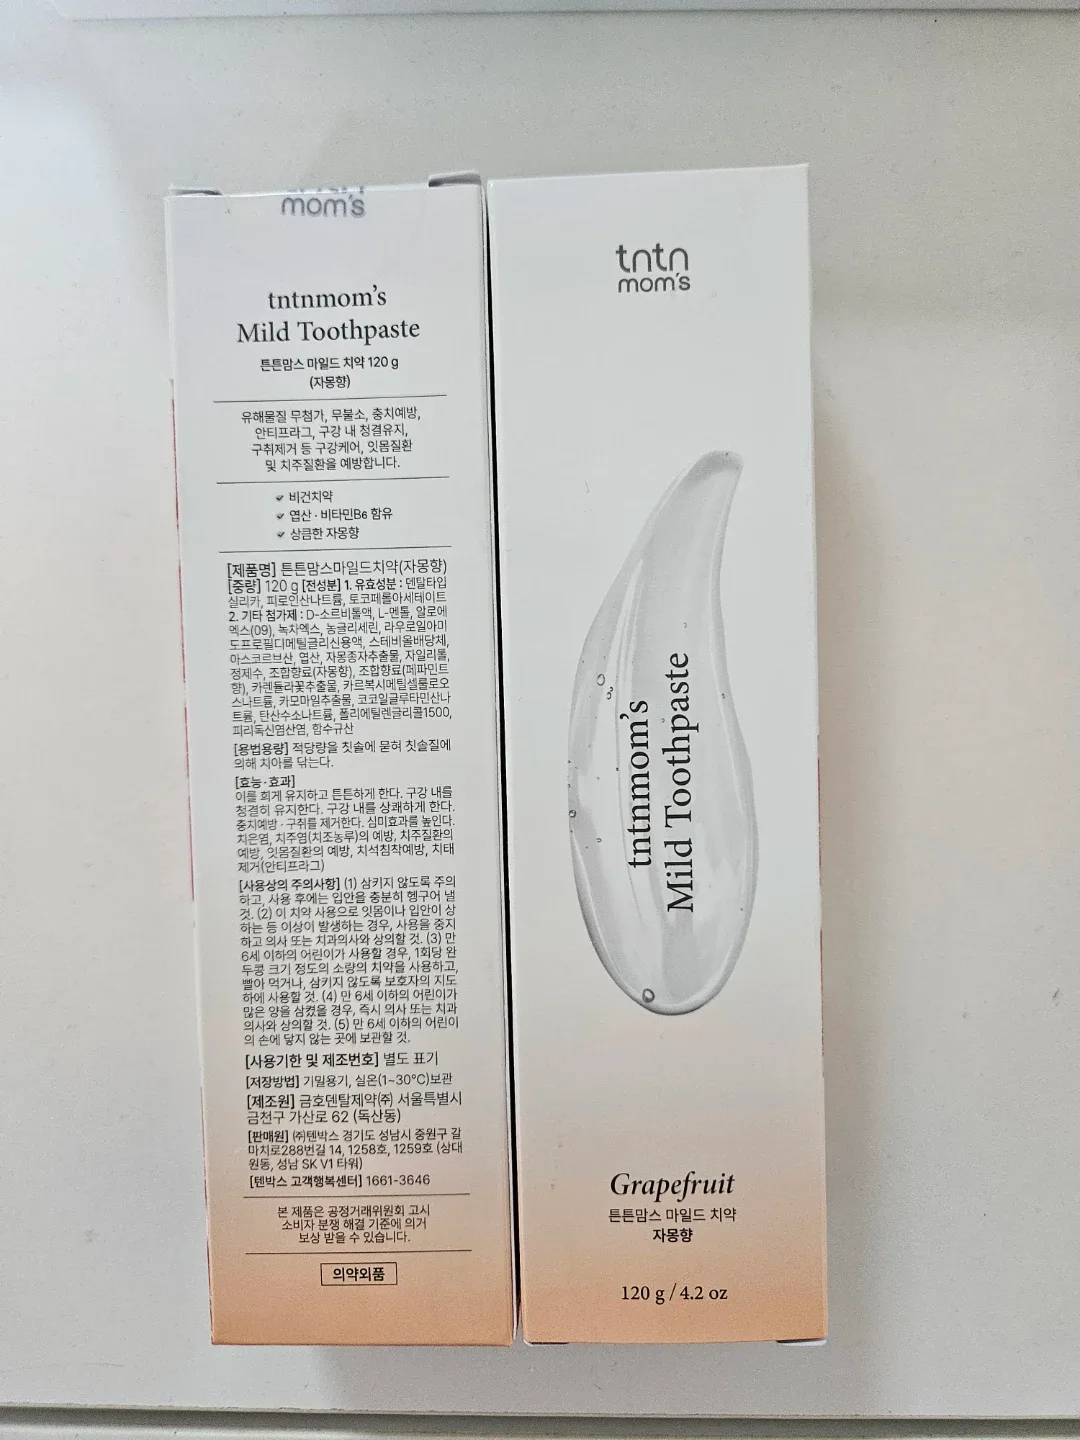 mom's
tntnmom's
Mild Toothpaste
튼튼맘스 마일드 치약 120 g
(자몽향)
유해물질 무첨가, 무불소, 충치예방,
안티프라그, 구강 내 청결유지,
구취제거 등 구강케어, 잇몸질환
및 치주질환을 예방합니다.
비건치약
엽산 · 비타민B6 함유
상큼한 자몽향
[제품명] 튼튼맘스마일드치약(자몽향)
[중량] 120 g [전성분] 1. 유효성분 : 덴탈타입
실리카, 피로인산나트륨, 토코페롤아세테이트
2. 기타 첨가제 : D-소르비톨액, L-멘톨, 알로에
엑스(09), 녹차엑스, 농글리세린, 라우로일아미
도프로필디메틸글리신용액, 스테비올배당체,
아스코르브산, 엽산, 자몽종자추출물, 자일리톨,
정제수, 조합향료(자몽향), 조합향료(페파민트
향), 카렌듈라꽃추출물, 카르복시메틸셀룰로오
스나트륨, 카모마일추출물, 코코일글루타민산나
트륨, 탄산수소나트륨, 폴리에틸렌글리콜1500,
피리독신염산염, 함수규산
[용법용량] 적당량을 칫솔에 묻혀 칫솔질에
의해 치아를 닦는다.
[효능·효과]
이를 희게 유지하고 튼튼하게 한다. 구강 내를
청결히 유지한다. 구강 내를 상쾌하게 한다.
충치예방 · 구취를 제거한다. 심미효과를 높인다.
치은염, 치주염(치조농루)의 예방, 치주질환의
예방, 잇몸질환의 예방, 치석침착예방, 치태
제거(안티프라그)
[사용상의 주의사항] (1) 삼키지 않도록 주의
하고, 사용 후에는 입안을 충분히 헹구어 낼
것. (2) 이 치약 사용으로 잇몸이나 입안이 상
하는 등 이상이 발생하는 경우, 사용을 중지
하고 의사 또는 치과의사와 상의할 것. (3) 만
6세 이하의 어린이가 사용할 경우, 1회당 완
두콩 크기 정도의 소량의 치약을 사용하고,
빨아 먹거나, 삼키지 않도록 보호자의 지도
하에 사용할 것. (4) 만 6세 이하의 어린이가
많은 양을 삼켰을 경우, 즉시 의사 또는 치과
의사와 상의할 것. (5) 만 6세 이하의 어린이
의 손에 닿지 않는 곳에 보관할 것.
[사용기한 및 제조번호] 별도 표기
[저장방법] 기밀용기, 실온(1~30°C)보관
[제조원] 금호덴탈제약㈜ 서울특별시
금천구 가산로 62 (독산동)
[판매원] ㈜텐박스 경기도 성남시 중원구 갈
마치로288번길 14, 1258호, 1259호 (상대
원동, 성남 SK V1 타워)
[텐박스 고객행복센터] 1661-3646
본 제품은 공정거래위원회 고시
소비자 분쟁 해결 기준에 의거
보상 받을 수 있습니다.
의약외품
tntn
mom's
tntnmom's
Mild Toothpaste
Grapefruit
튼튼맘스 마일드 치약
자몽향
120 g / 4.2 oz